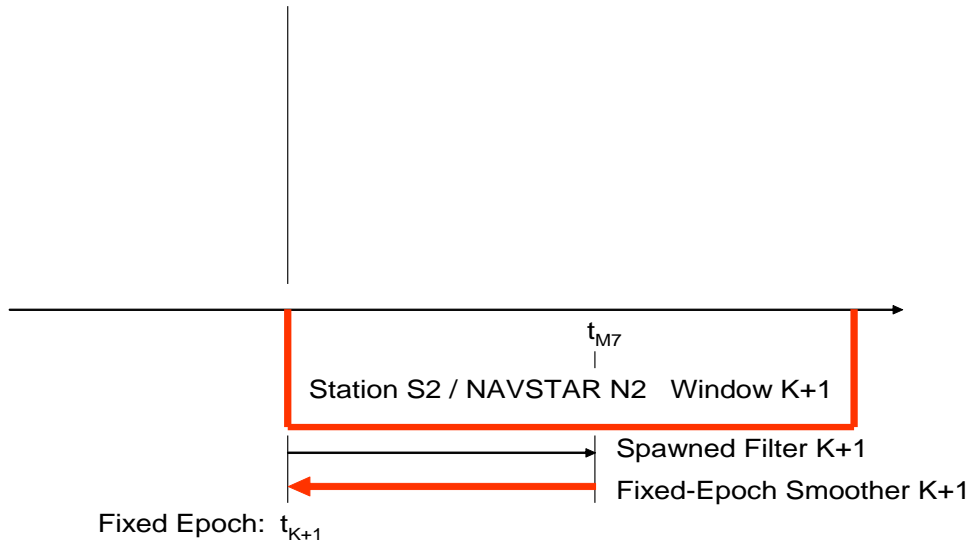 t_M7
Station S2 / NAVSTAR N2 Window K+1
Spawned Filter K+1
Fixed-Epoch Smoother K+1
Fixed Epoch: t_K+1